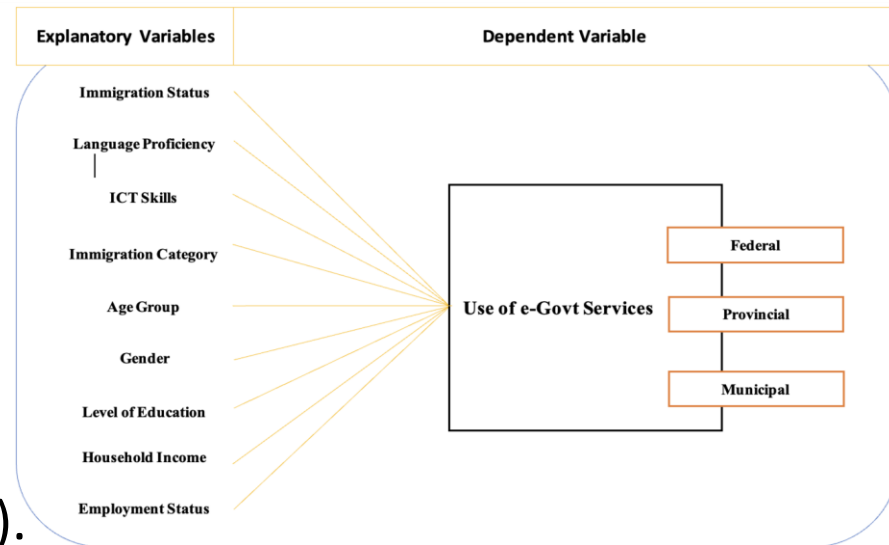 Explanatory Variables
Dependent Variable
Immigration Status
Language Proficiency
ICT Skills
Immigration Category
Age Group
Gender
Level of Education
Household Income
Employment Status
Use of e-Govt Services
Federal
Provincial
Municipal
).